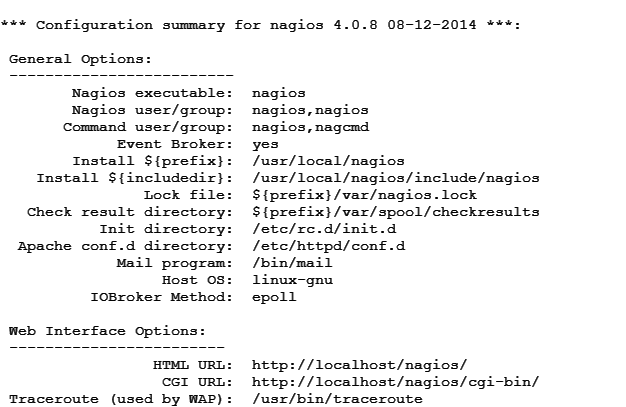 *** Configuration summary for nagios 4.0.8 08-12-2014 ***:
General Options:
-------------------------
Nagios executable: nagios
Nagios user/group: nagios,nagios
Command user/group: nagios,nagcmd
Event Broker: yes
Install ${prefix}: /usr/local/nagios
Install ${includedir}: /usr/local/nagios/include/nagios
Lock file: ${prefix}/var/nagios.lock
Check result directory: ${prefix}/var/spool/checkresults
Init directory: /etc/rc.d/init.d
Apache conf.d directory: /etc/httpd/conf.d
Mail program: /bin/mail
Host OS: linux-gnu
IOBroker Method: epoll
Web Interface Options:
------------------------
HTML URL: http://localhost/nagios/
CGI URL: http://localhost/nagios/cgi-bin/
Traceroute (used by WAP): /usr/bin/traceroute